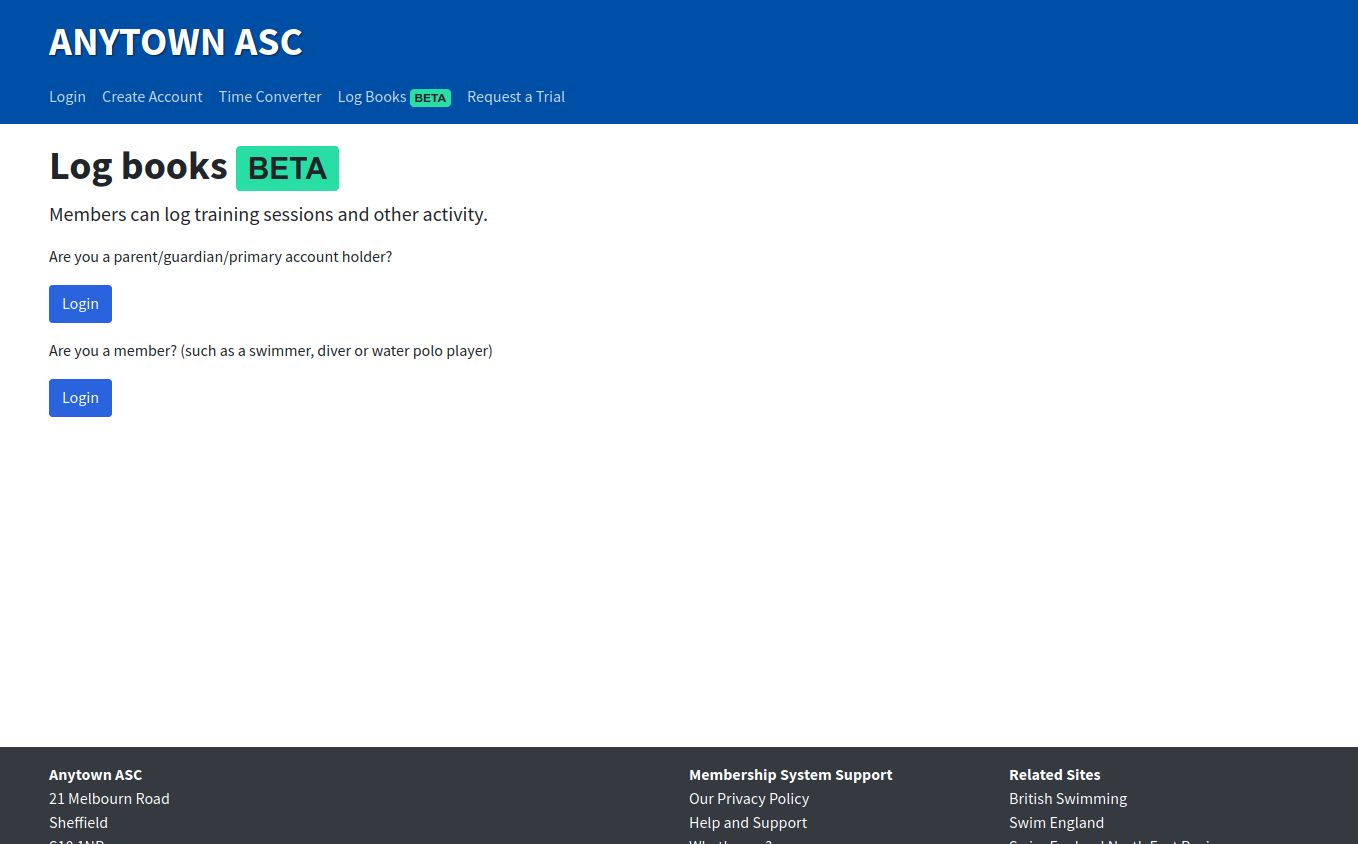 ANYTOWN ASC
Login Create Account Time Converter Log Books BETA Request a Trial
Log books BETA
Members can log training sessions and other activity.
Are you a parent/guardian/primary account holder?
Login
Are you a member? (such as a swimmer, diver or water polo player)
Login
Anytown ASC
21 Melbourn Road
Sheffield
Membership System Support
Our Privacy Policy
Help and Support
Related Sites
British Swimming
Swim England